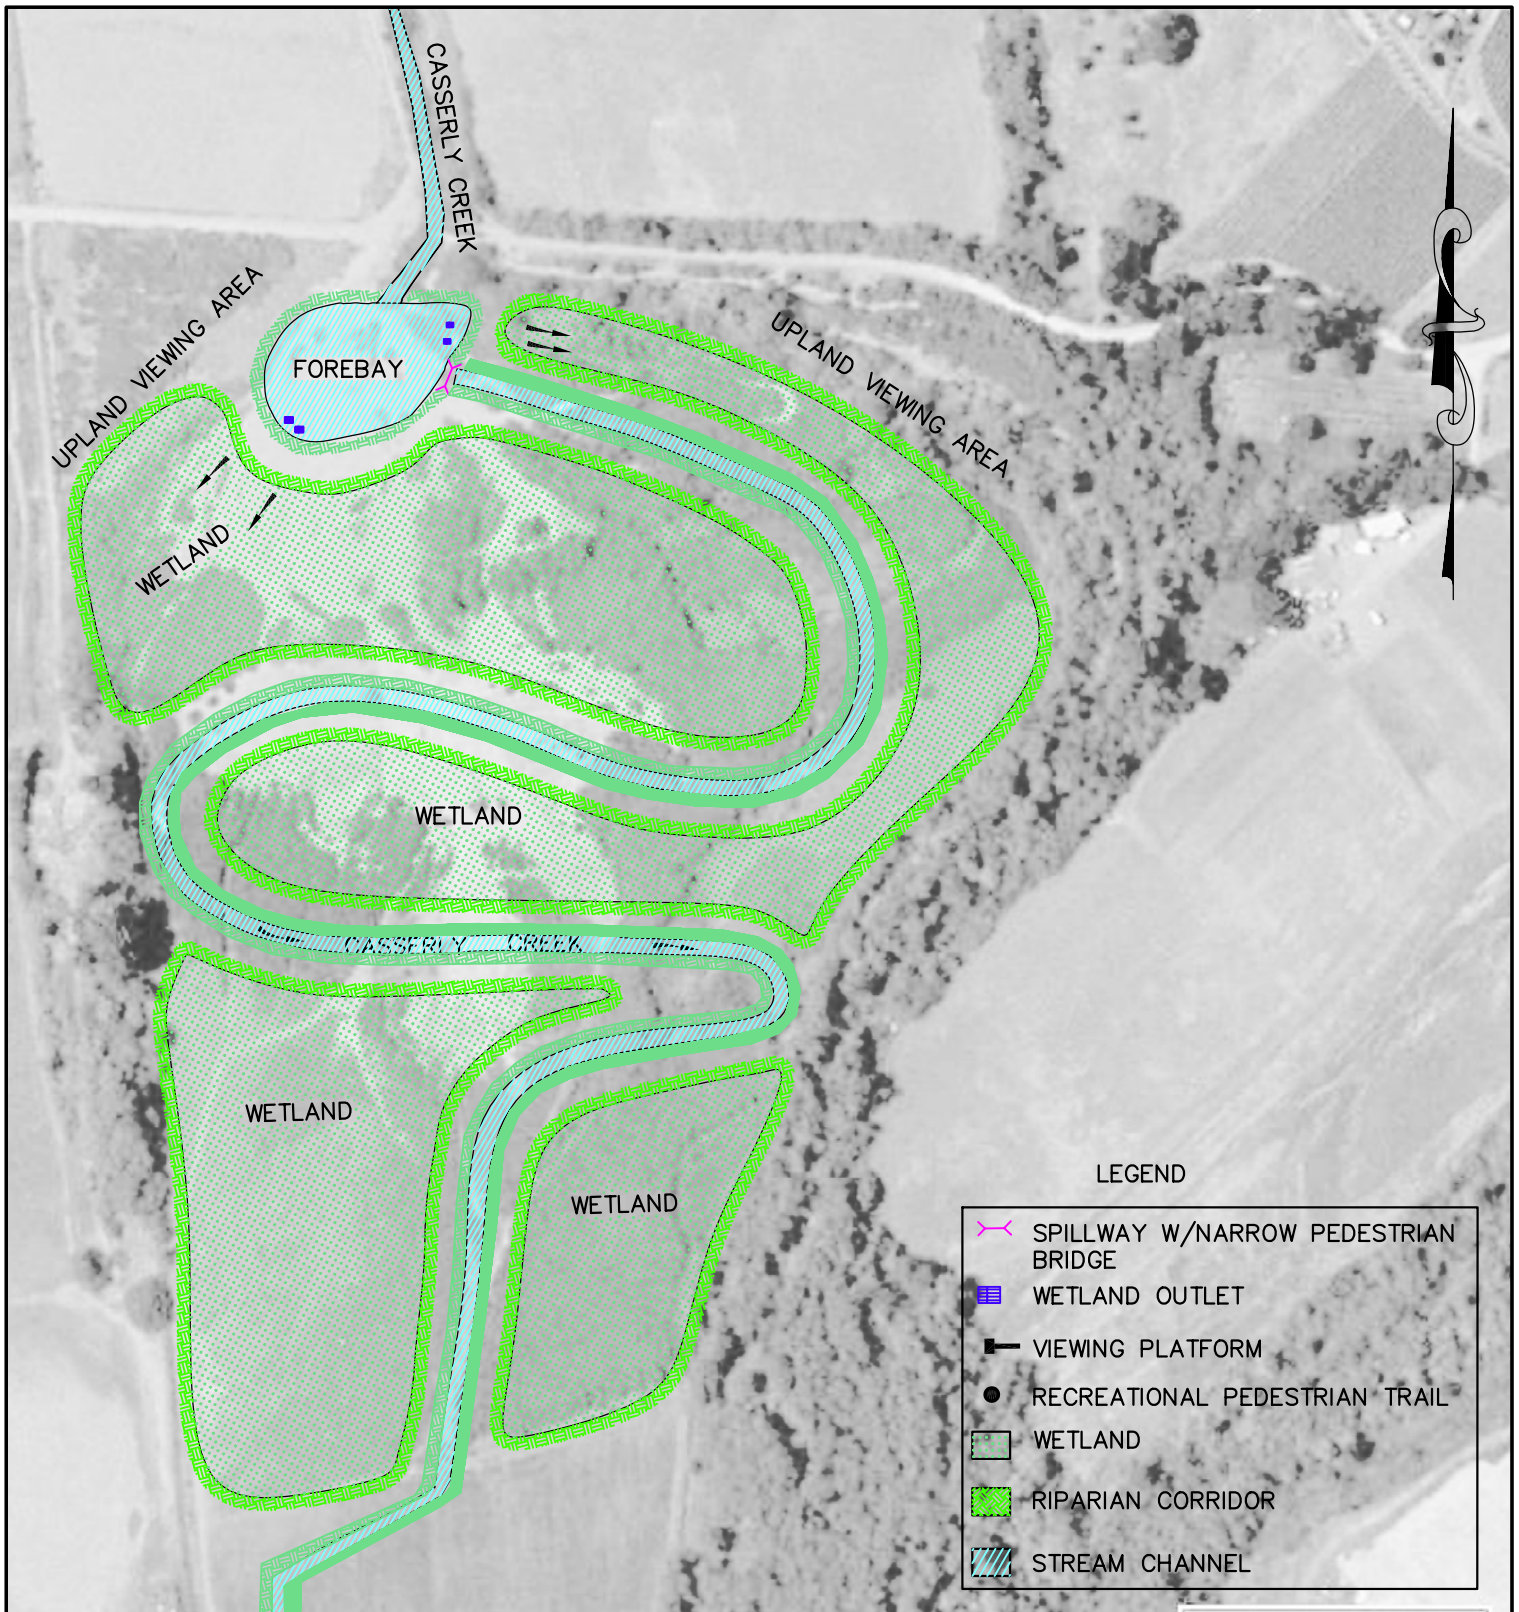 CASSERLY CREEK
UPLAND VIEWING AREA
FOREBAY
UPLAND VIEWING AREA
WETLAND
WETLAND
CASSERLY CREEK
WETLAND
WETLAND
LEGEND
SPILLWAY W/NARROW PEDESTRIAN
BRIDGE
WETLAND OUTLET
VIEWING PLATFORM
RECREATIONAL PEDESTRIAN TRAIL
WETLAND
RIPARIAN CORRIDOR
STREAM CHANNEL